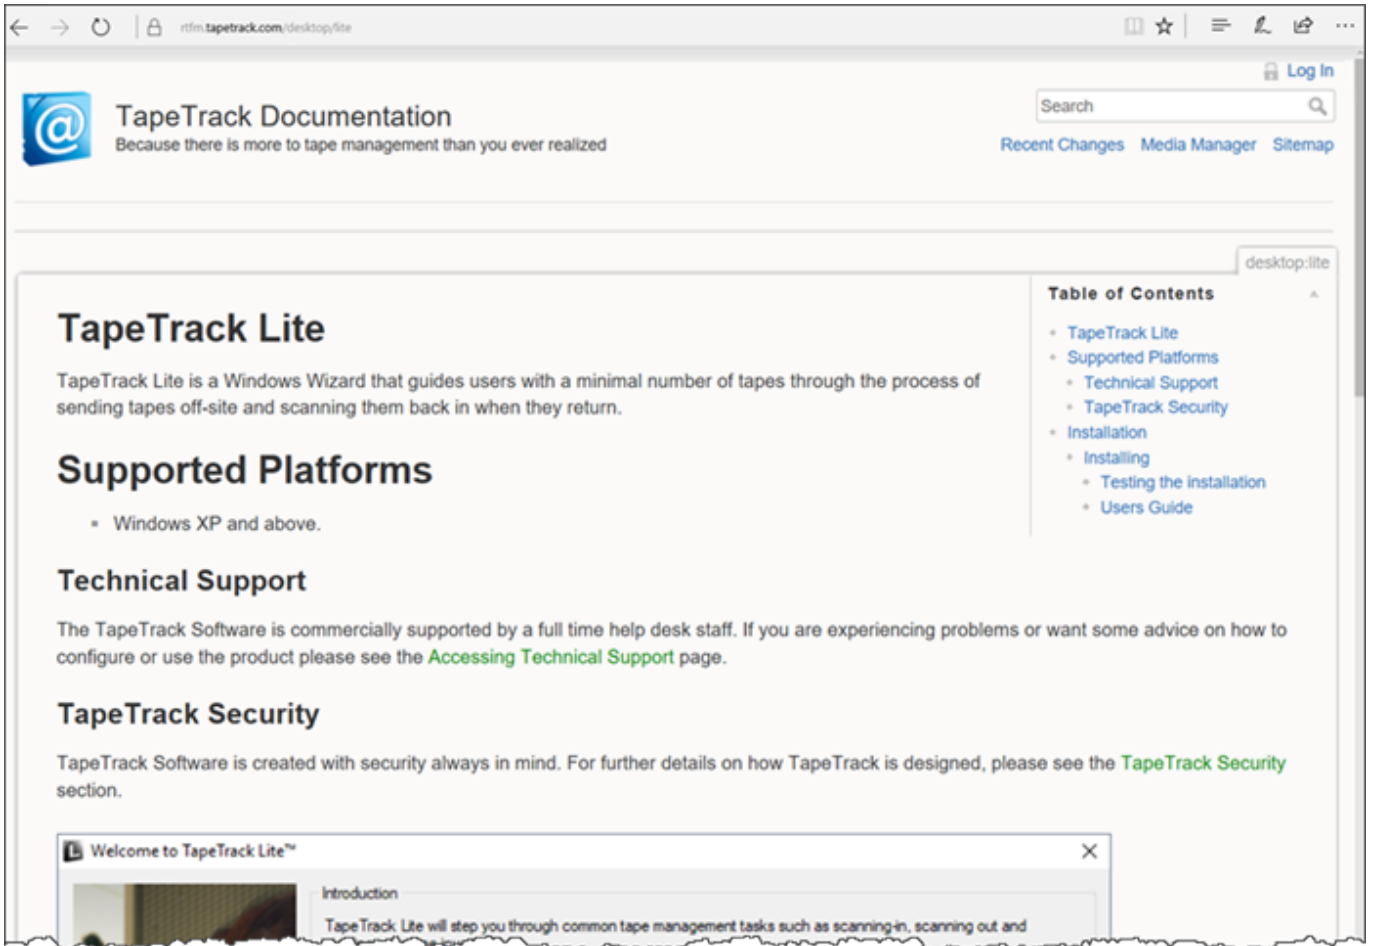 rtfm.tapetrack.com/desktop/lite
Log In
TapeTrack Documentation
Because there is more to tape management than you ever realized
Search
Recent Changes Media Manager Sitemap
desktop:lite
Table of Contents
TapeTrack Lite
Supported Platforms
Technical Support
TapeTrack Security
Installation
Installing
Testing the installation
Users Guide
TapeTrack Lite
TapeTrack Lite is a Windows Wizard that guides users with a minimal number of tapes through the process of
sending tapes off-site and scanning them back in when they return.
Supported Platforms
Windows XP and above.
Technical Support
The TapeTrack Software is commercially supported by a full time help desk staff. If you are experiencing problems or want some advice on how to
configure or use the product please see the Accessing Technical Support page.
TapeTrack Security
TapeTrack Software is created with security always in mind. For further details on how TapeTrack is designed, please see the TapeTrack Security
section.
Welcome to TapeTrack Lite™
Introduction
TapeTrack Lite will step you through common tape management tasks such as scanning-in, scanning out and